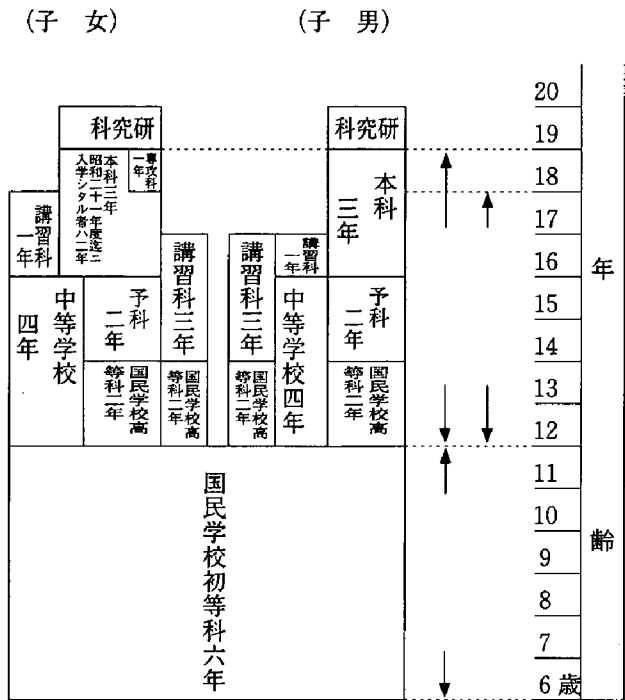 (子 女)
(子 男)
科究研
本科三年
昭和二十一年度迄ニ
入学シタル者ハ二年
専攻科
一年
講習科
一年
中等学校
四年
予科
二年
国民学校高
等科二年
講習科三年
国民学校高
等科二年
講習科三年
国民学校高
等科二年
講習科
一年
中等学校四年
科究研
本科
三年
予科
二年
国民学校高
等科二年
国民学校初等科六年
20
19
18
17
16
15
14
13
12
11
10
9
8
7
6歳
年
齢